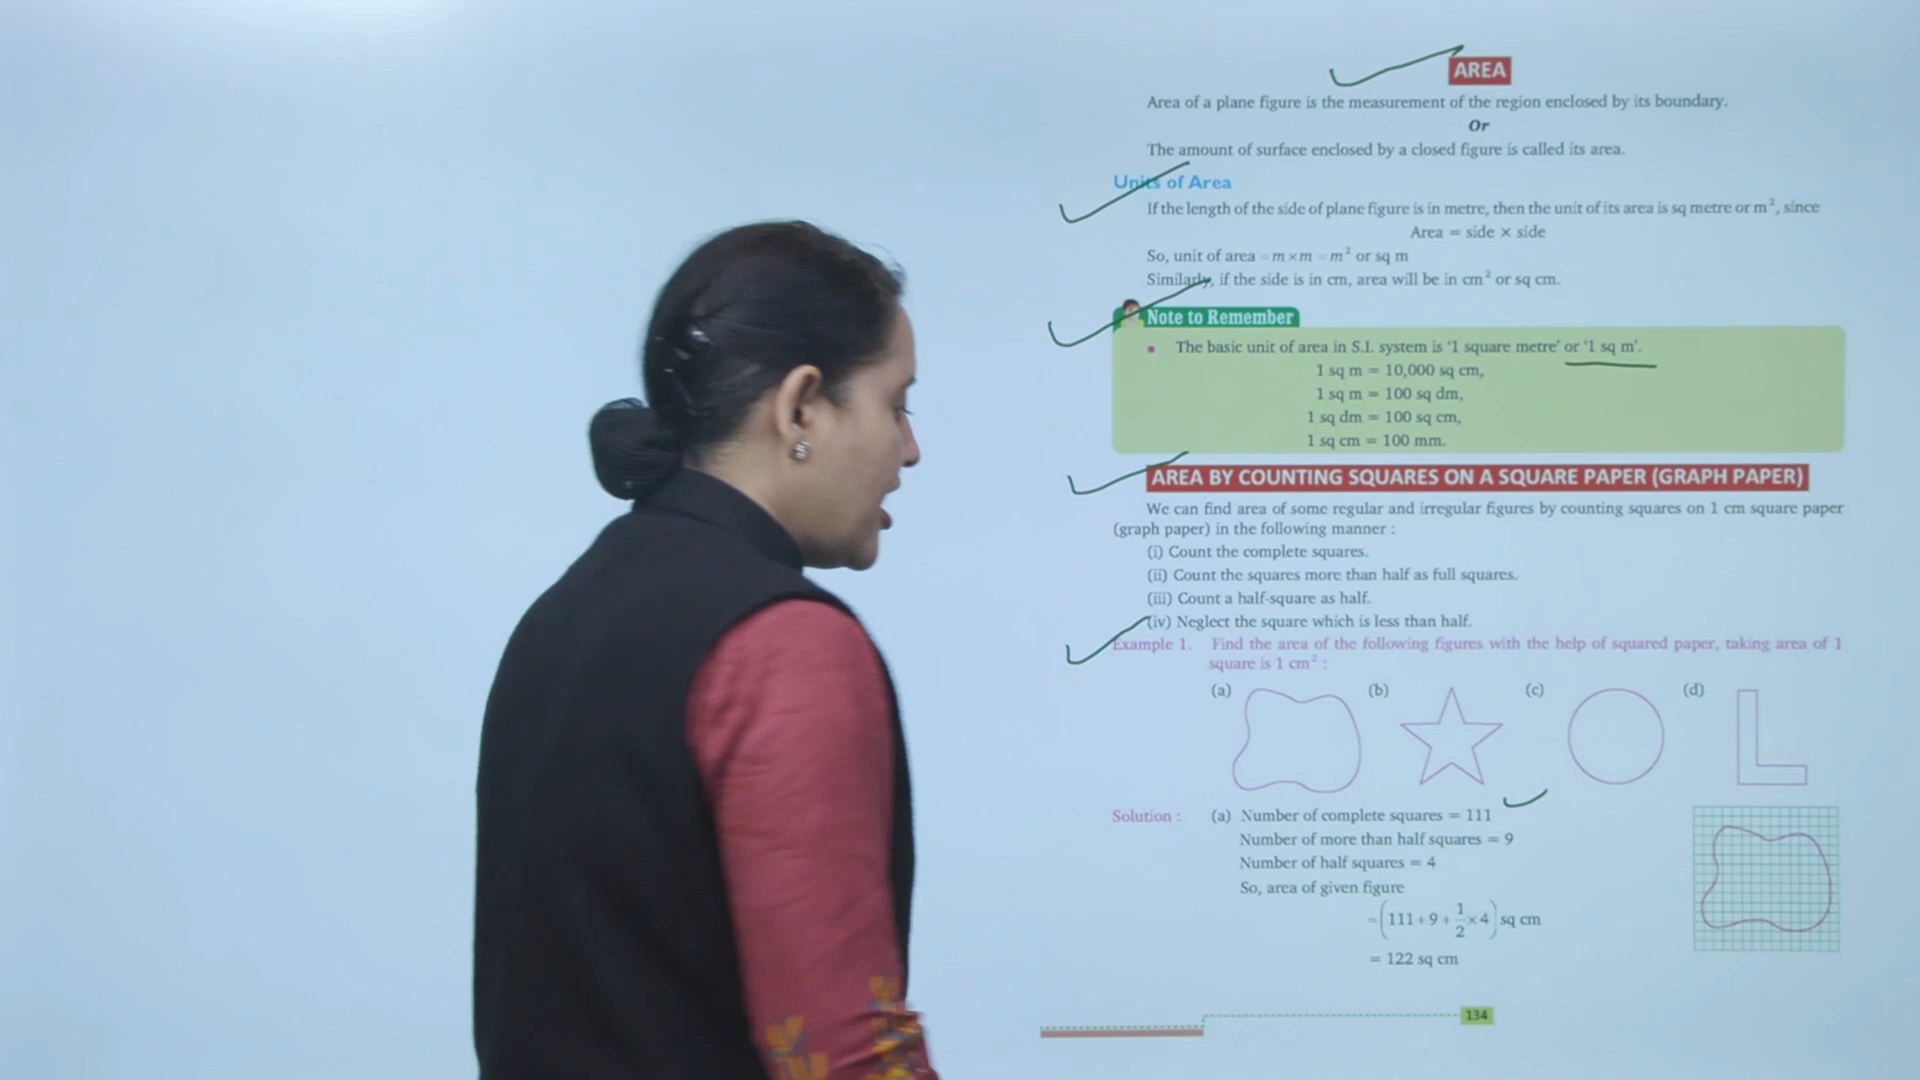 AREA
Area of a plane figure is the measurement of the region enclosed by its boundary.
Or
The amount of surface enclosed by a closed figure is called its area.
Units of Area
If the length of the side of plane figure is in metre, then the unit of its area is sq metre or m², since
Area = side × side
So, unit of area = m × m = m² or sq m
Similarly, if the side is in cm, area will be in cm² or sq cm.
Note to Remember
• The basic unit of area in S.I. system is '1 square metre' or '1 sq m'.
1 sq m = 10,000 sq cm,
1 sq m = 100 sq dm,
1 sq dm = 100 sq cm,
1 sq cm = 100 mm.
AREA BY COUNTING SQUARES ON A SQUARE PAPER (GRAPH PAPER)
We can find area of some regular and irregular figures by counting squares on 1 cm square paper
(graph paper) in the following manner :
(i) Count the complete squares.
(ii) Count the squares more than half as full squares.
(iii) Count a half-square as half.
(iv) Neglect the square which is less than half.
Example 1. Find the area of the following figures with the help of squared paper, taking area of 1
square is 1 cm² :
(a) (b) (c) (d)
Solution : (a) Number of complete squares = 111
Number of more than half squares = 9
Number of half squares = 4
So, area of given figure
= (111 + 9 + 1/2 × 4) sq cm
= 122 sq cm
134